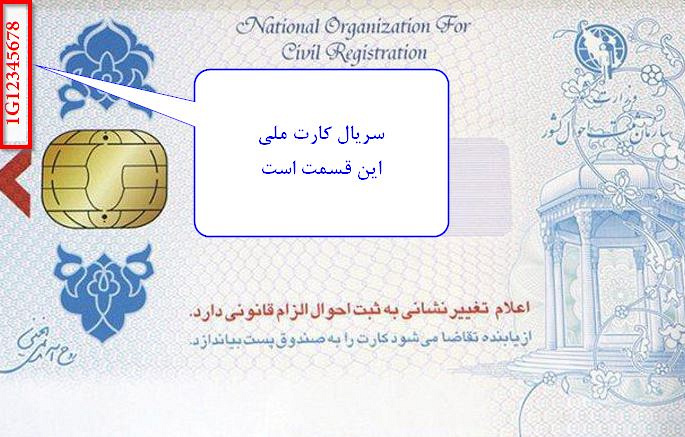 1G12345678
National Organization For
Civil Registration
وزارت کشور
سازمان ثبت احوال کشور
سریال کارت ملی
این قسمت است
اعلام تغییر نشانی به ثبت احوال الزام قانونی دارد.
از یابنده تقاضا می شود کارت را به صندوق پست بیاندازد.